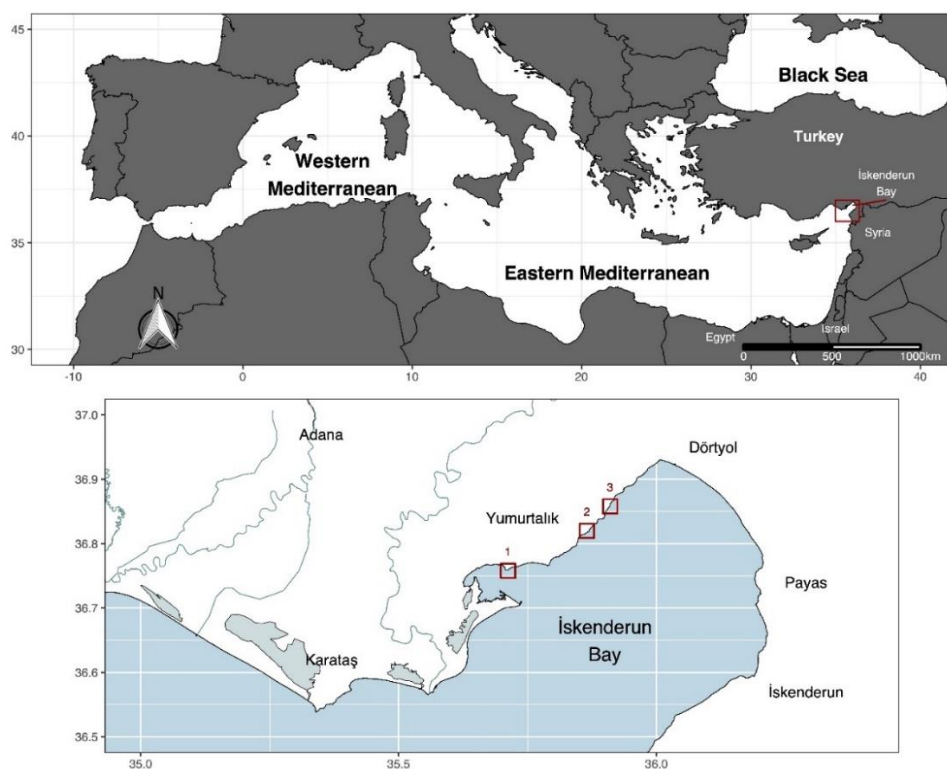 45
Black Sea
Turkey
40
Western
Mediterranean
İskenderun
Bay
35
Syria
Eastern Mediterranean
N
Israel
Egypt
30
0
500
1000km
-10
0
10
20
30
40
37.0
Adana
Dörtyol
36.9
3
Yumurtalık
2
36.8
1
Payas
36.7
İskenderun
Bay
Karataş
36.6
İskenderun
36.5
35.0
35.5
36.0